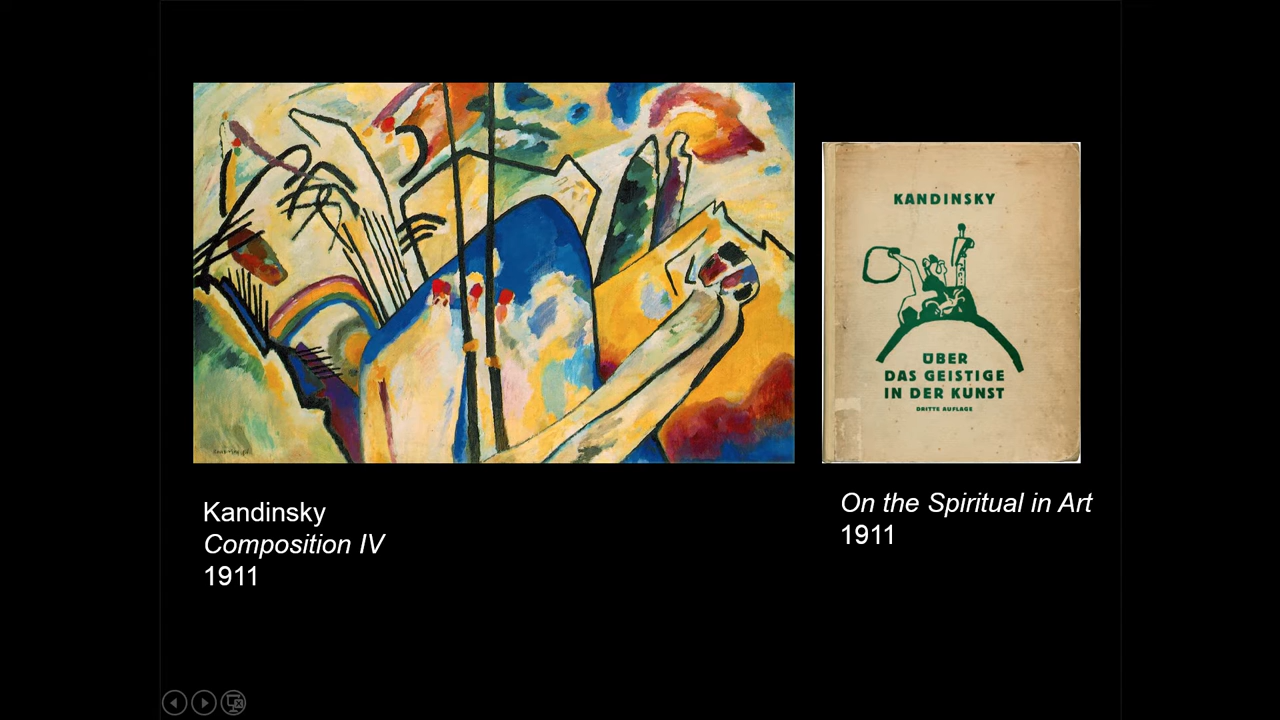 KANDINSKY
ÜBER
DAS GEISTIGE
IN DER KUNST
DRITTE AUFLAGE
Kandinsky
Composition IV
1911
On the Spiritual in Art
1911